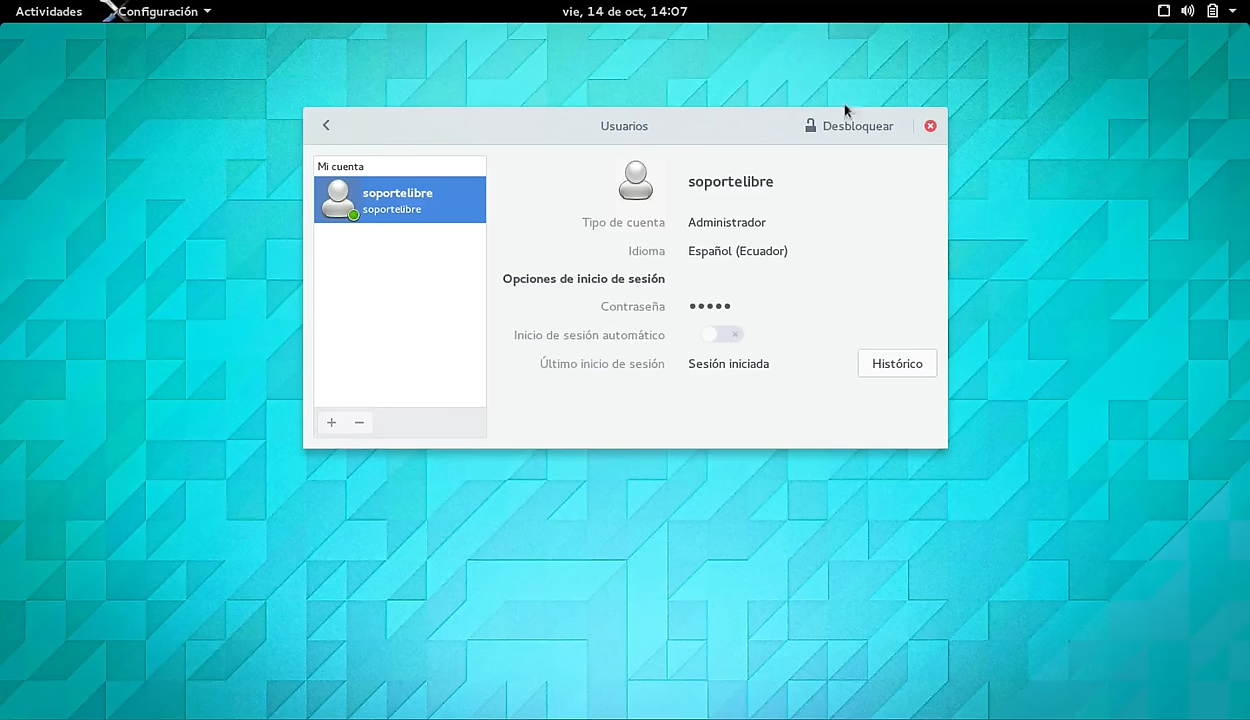 Actividades
Configuración
vie, 14 de oct, 14:07
Usuarios
Desbloquear
Mi cuenta
soportelibre
soportelibre
soportelibre
Tipo de cuenta Administrador
Idioma Español (Ecuador)
Opciones de inicio de sesión
Contraseña ●●●●●
Inicio de sesión automático
Último inicio de sesión Sesión iniciada
Histórico